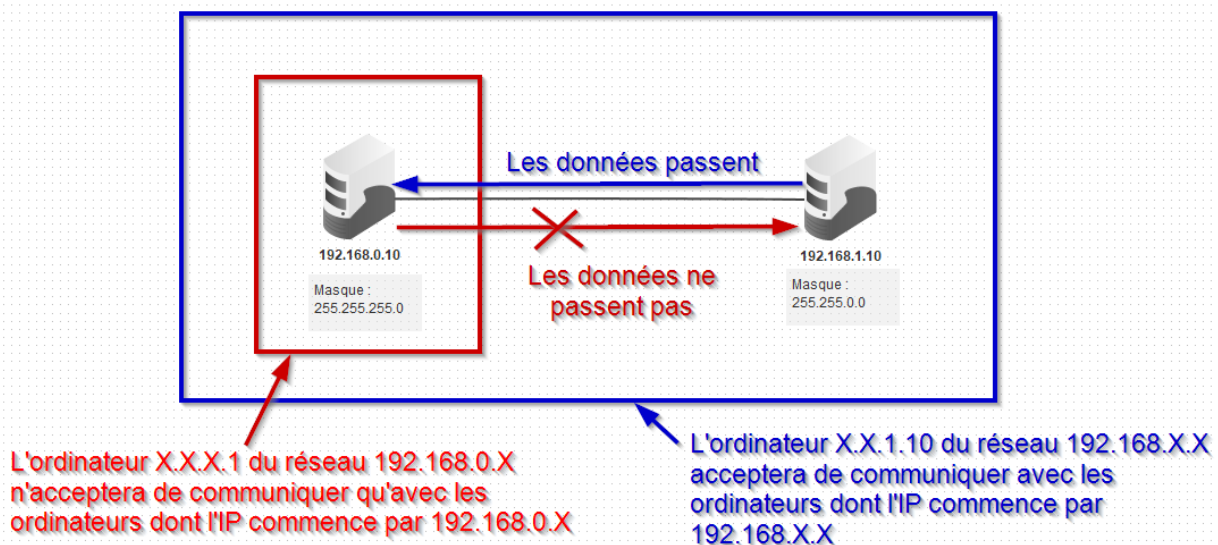 Les données passent
192.168.0.10
192.168.1.10
Les données ne
passent pas
Masque :
255.255.255.0
Masque :
255.255.0.0
L'ordinateur X.X.X.1 du réseau 192.168.0.X
n'acceptera de communiquer qu'avec les
ordinateurs dont l'IP commence par 192.168.0.X
L'ordinateur X.X.1.10 du réseau 192.168.X.X
acceptera de communiquer avec les
ordinateurs dont l'IP commence par
192.168.X.X